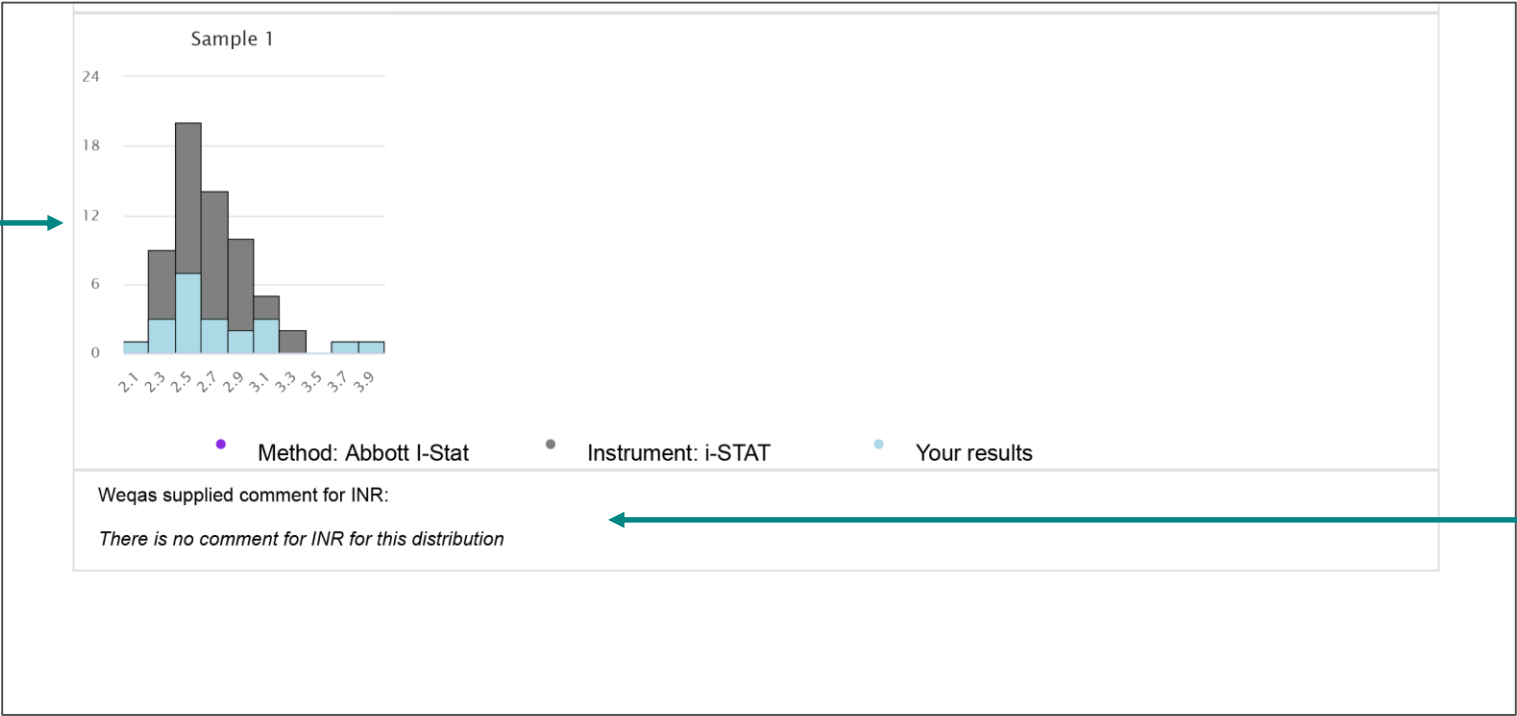 Sample 1
24
18
12
6
0
2.1 2.3 2.5 2.7 2.9 3.1 3.3 3.5 3.7 3.9
Method: Abbott I-Stat Instrument: i-STAT Your results
Weqas supplied comment for INR:
There is no comment for INR for this distribution